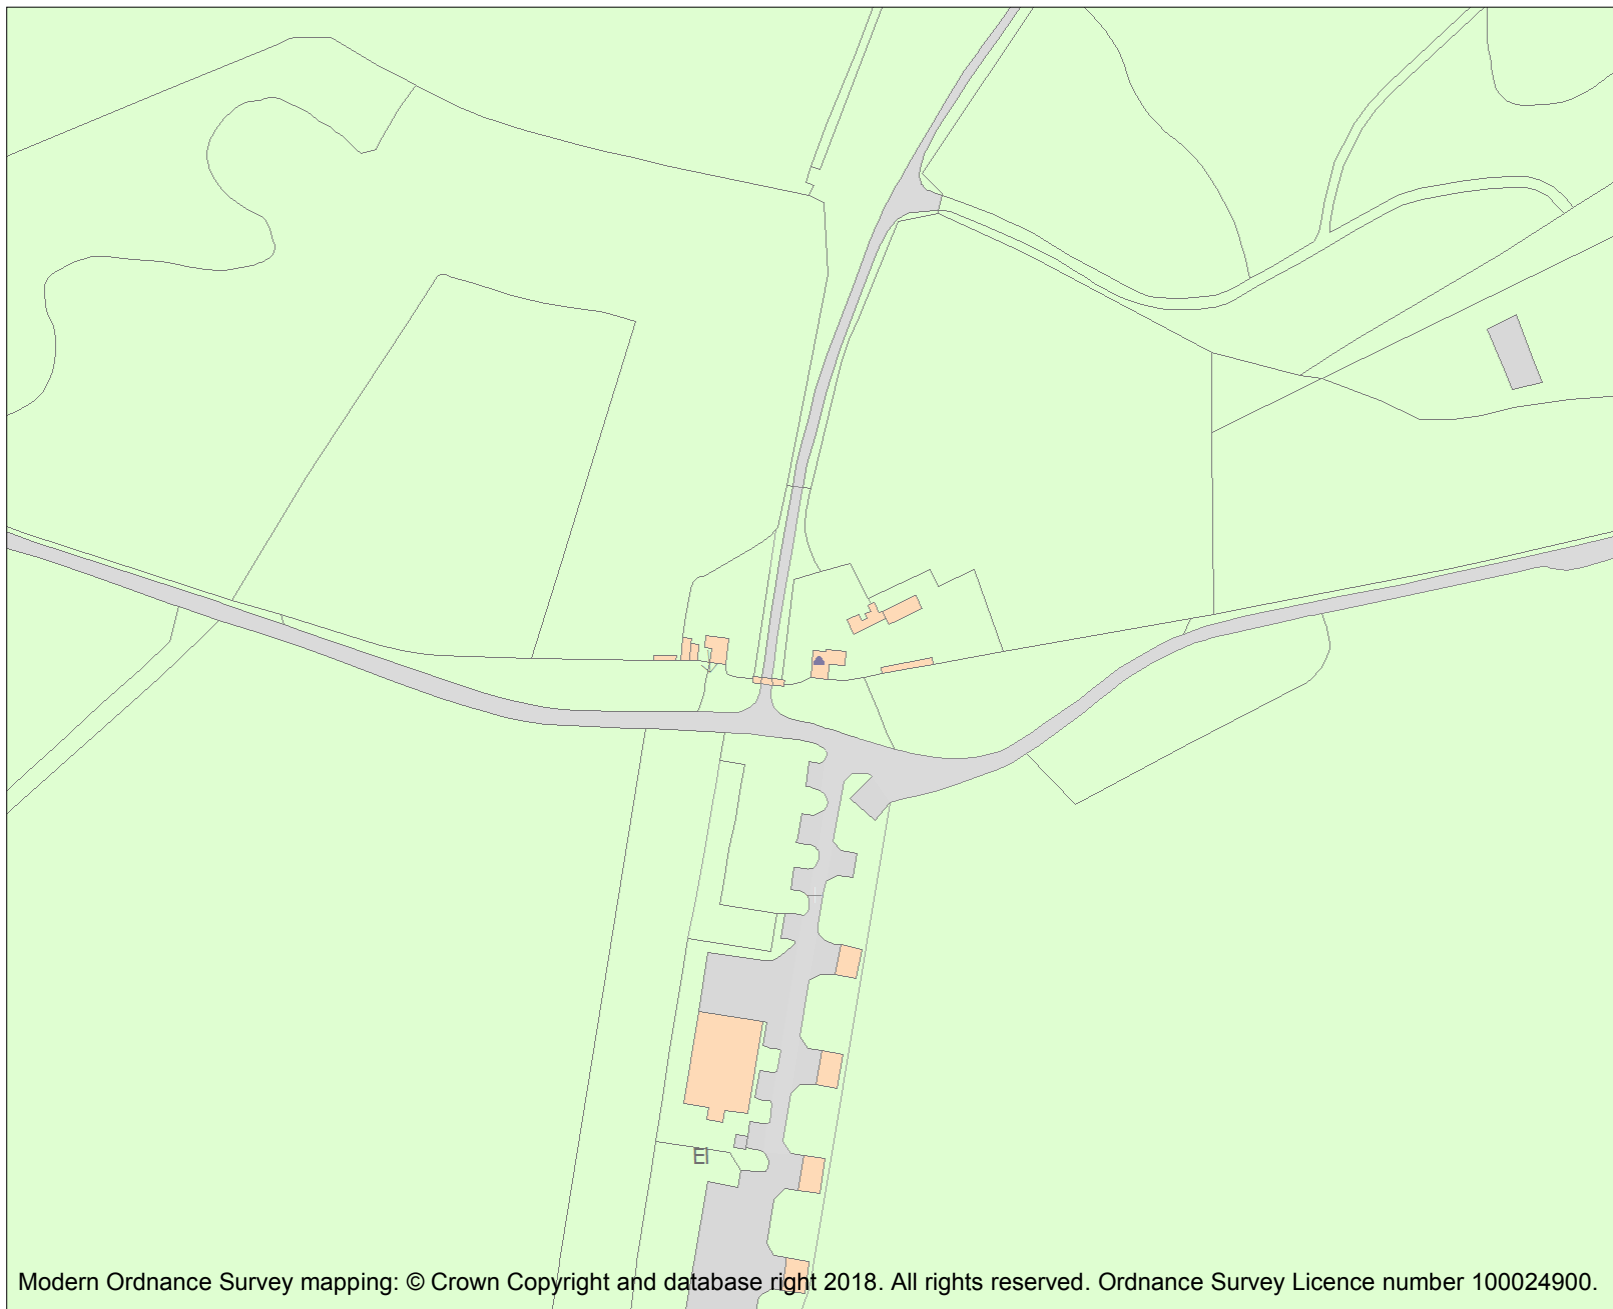 El
Modern Ordnance Survey mapping: © Crown Copyright and database right 2018. All rights reserved. Ordnance Survey Licence number 100024900.